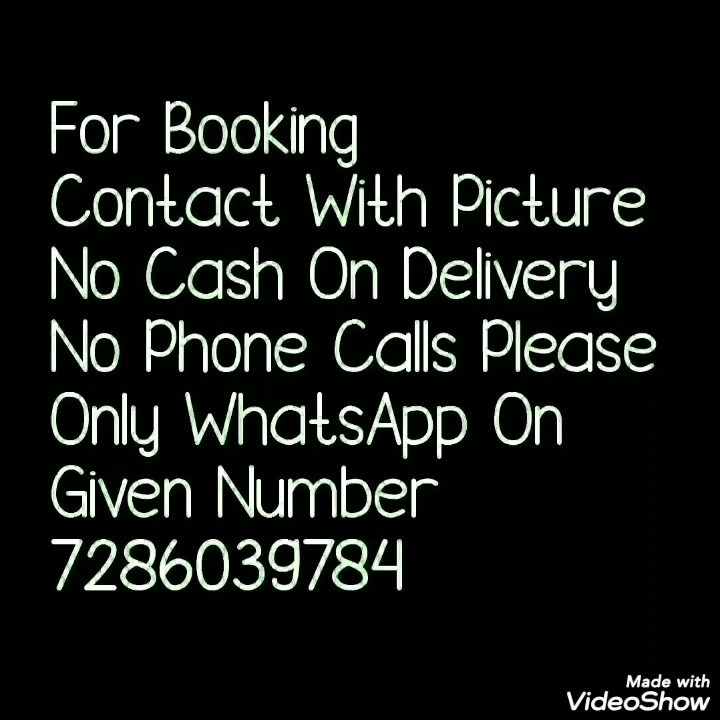 For Booking
Contact With Picture
No Cash On Delivery
No Phone Calls Please
Only WhatsApp On
Given Number
7286039784
Made with
VideoShow